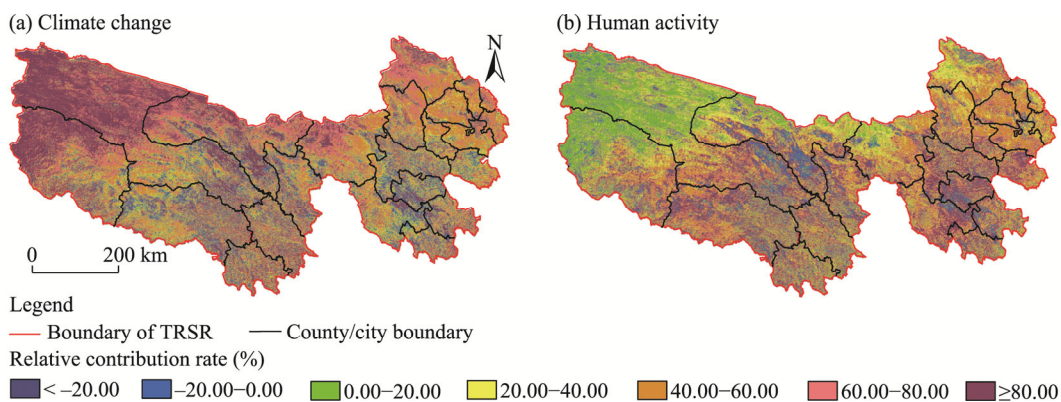 (a) Climate change
(b) Human activity
N
0 200 km
Legend
Boundary of TRSR County/city boundary
Relative contribution rate (%)
< –20.00 –20.00–0.00 0.00–20.00 20.00–40.00 40.00–60.00 60.00–80.00 ≥80.00